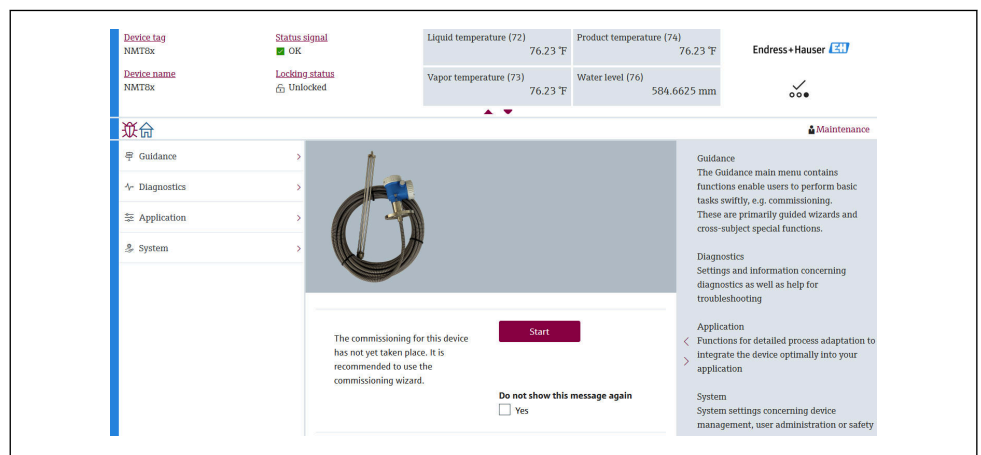 Device tag
NMT8x
Status signal
OK
Liquid temperature (72)
76.23 °F
Product temperature (74)
76.23 °F
Endress+Hauser EH
Device name
NMT8x
Locking status
Unlocked
Vapor temperature (73)
76.23 °F
Water level (76)
584.6625 mm
Maintenance
Guidance
Diagnostics
Application
System
The commissioning for this device
has not yet taken place. It is
recommended to use the
commissioning wizard.
Start
Do not show this message again
Yes
Guidance
The Guidance main menu contains
functions enable users to perform basic
tasks swiftly, e.g. commissioning.
These are primarily guided wizards and
cross-subject special functions.
Diagnostics
Settings and information concerning
diagnostics as well as help for
troubleshooting
Application
Functions for detailed process adaptation to
integrate the device optimally into your
application
System
System settings concerning device
management, user administration or safety